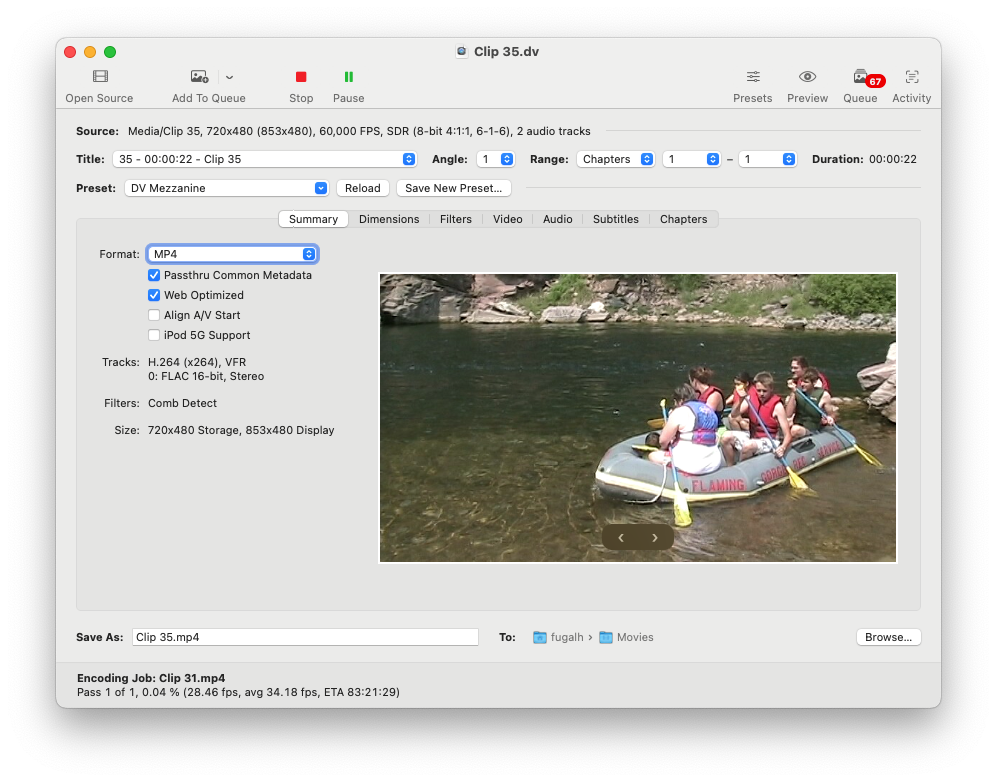 Clip 35.dv
Open Source
Add To Queue
Stop
Pause
Presets
Preview
Queue
67
Activity
Source: Media/Clip 35, 720x480 (853x480), 60,000 FPS, SDR (8-bit 4:1:1, 6-1-6), 2 audio tracks
Title: 35 - 00:00:22 - Clip 35 Angle: 1 Range: Chapters 1 – 1 Duration: 00:00:22
Preset: DV Mezzanine Reload Save New Preset...
Summary Dimensions Filters Video Audio Subtitles Chapters
Format: MP4
Passthru Common Metadata
Web Optimized
Align A/V Start
iPod 5G Support
Tracks: H.264 (x264), VFR
0: FLAC 16-bit, Stereo
Filters: Comb Detect
Size: 720x480 Storage, 853x480 Display
FLAMING GORGE
Save As: Clip 35.mp4 To: fugalh › Movies Browse...
Encoding Job: Clip 31.mp4
Pass 1 of 1, 0.04 % (28.46 fps, avg 34.18 fps, ETA 83:21:29)